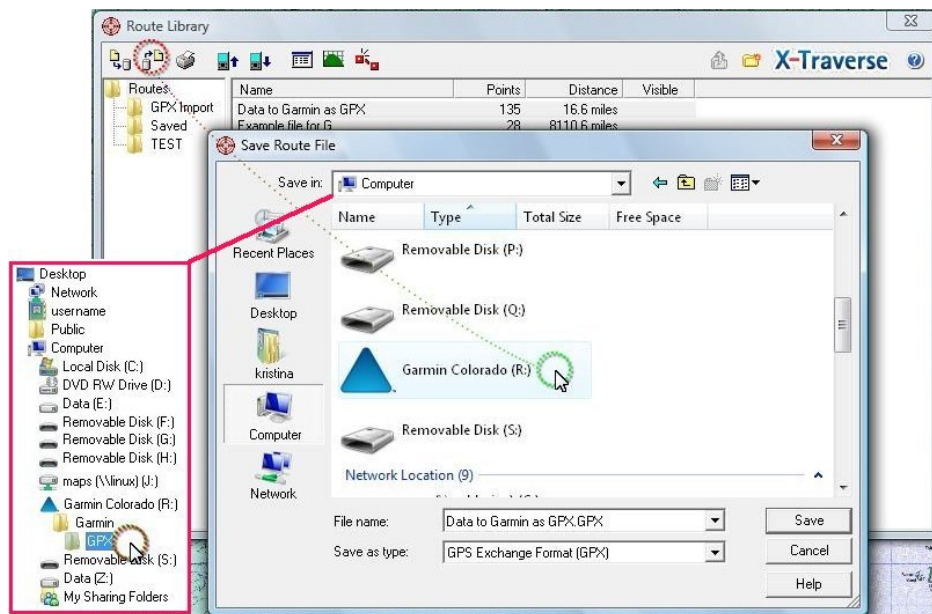 Route Library
X-Traverse
Routes
GPX Import
Saved
TEST
Name Points Distance Visible
Data to Garmin as GPX 135 16.6 miles
Example file for G 28 8110.6 miles
Save Route File
Save in: Computer
Name Type Total Size Free Space
Recent Places
Desktop
kristina
Computer
Network
Removable Disk (P:)
Removable Disk (Q:)
Garmin Colorado (R:)
Removable Disk (S:)
Network Location (9)
File name: Data to Garmin as GPX.GPX
Save as type: GPS Exchange Format (GPX)
Save
Cancel
Help
Desktop
Network
username
Public
Computer
Local Disk (C:)
DVD RW Drive (D:)
Data (E:)
Removable Disk (F:)
Removable Disk (G:)
Removable Disk (H:)
maps (\\linux) (J:)
Garmin Colorado (R:)
Garmin
GPX
Removable Disk (S:)
Data (Z:)
My Sharing Folders